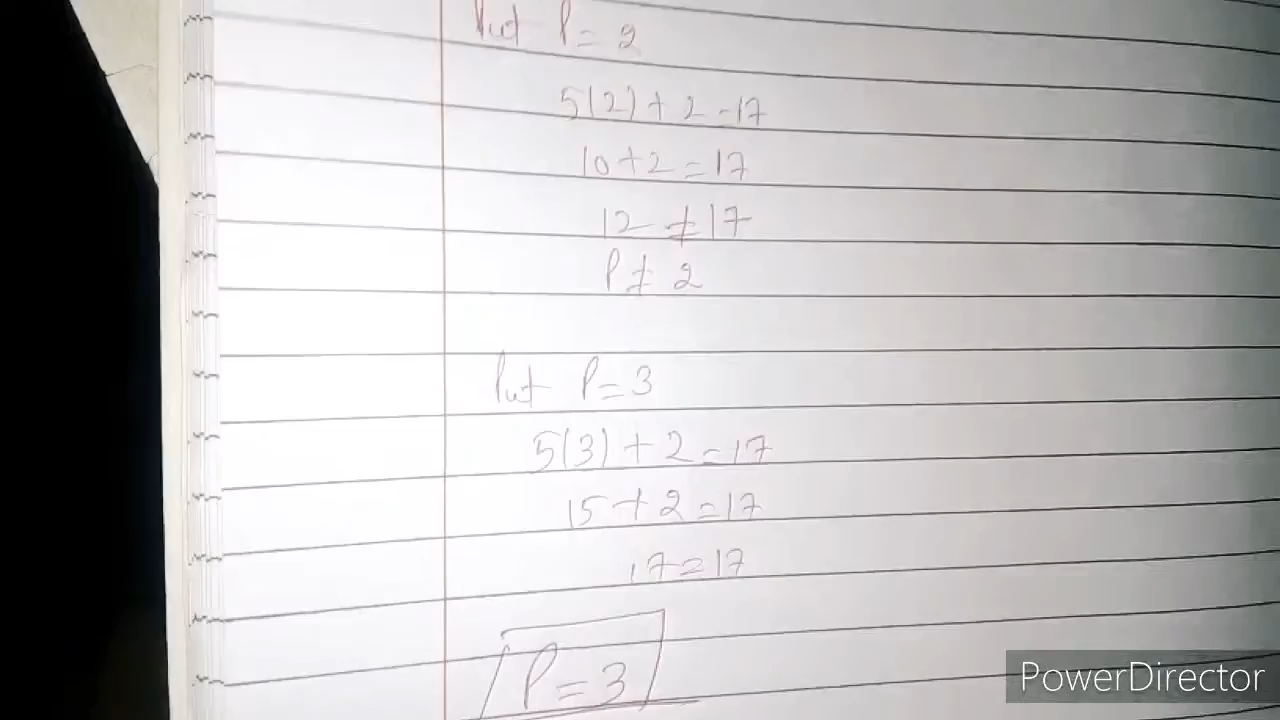 Put P = 2
5(2) + 2 = 17
10 + 2 = 17
12 ≠ 17
P ≠ 2
Put P = 3
5(3) + 2 = 17
15 + 2 = 17
17 = 17
P = 3
PowerDirector